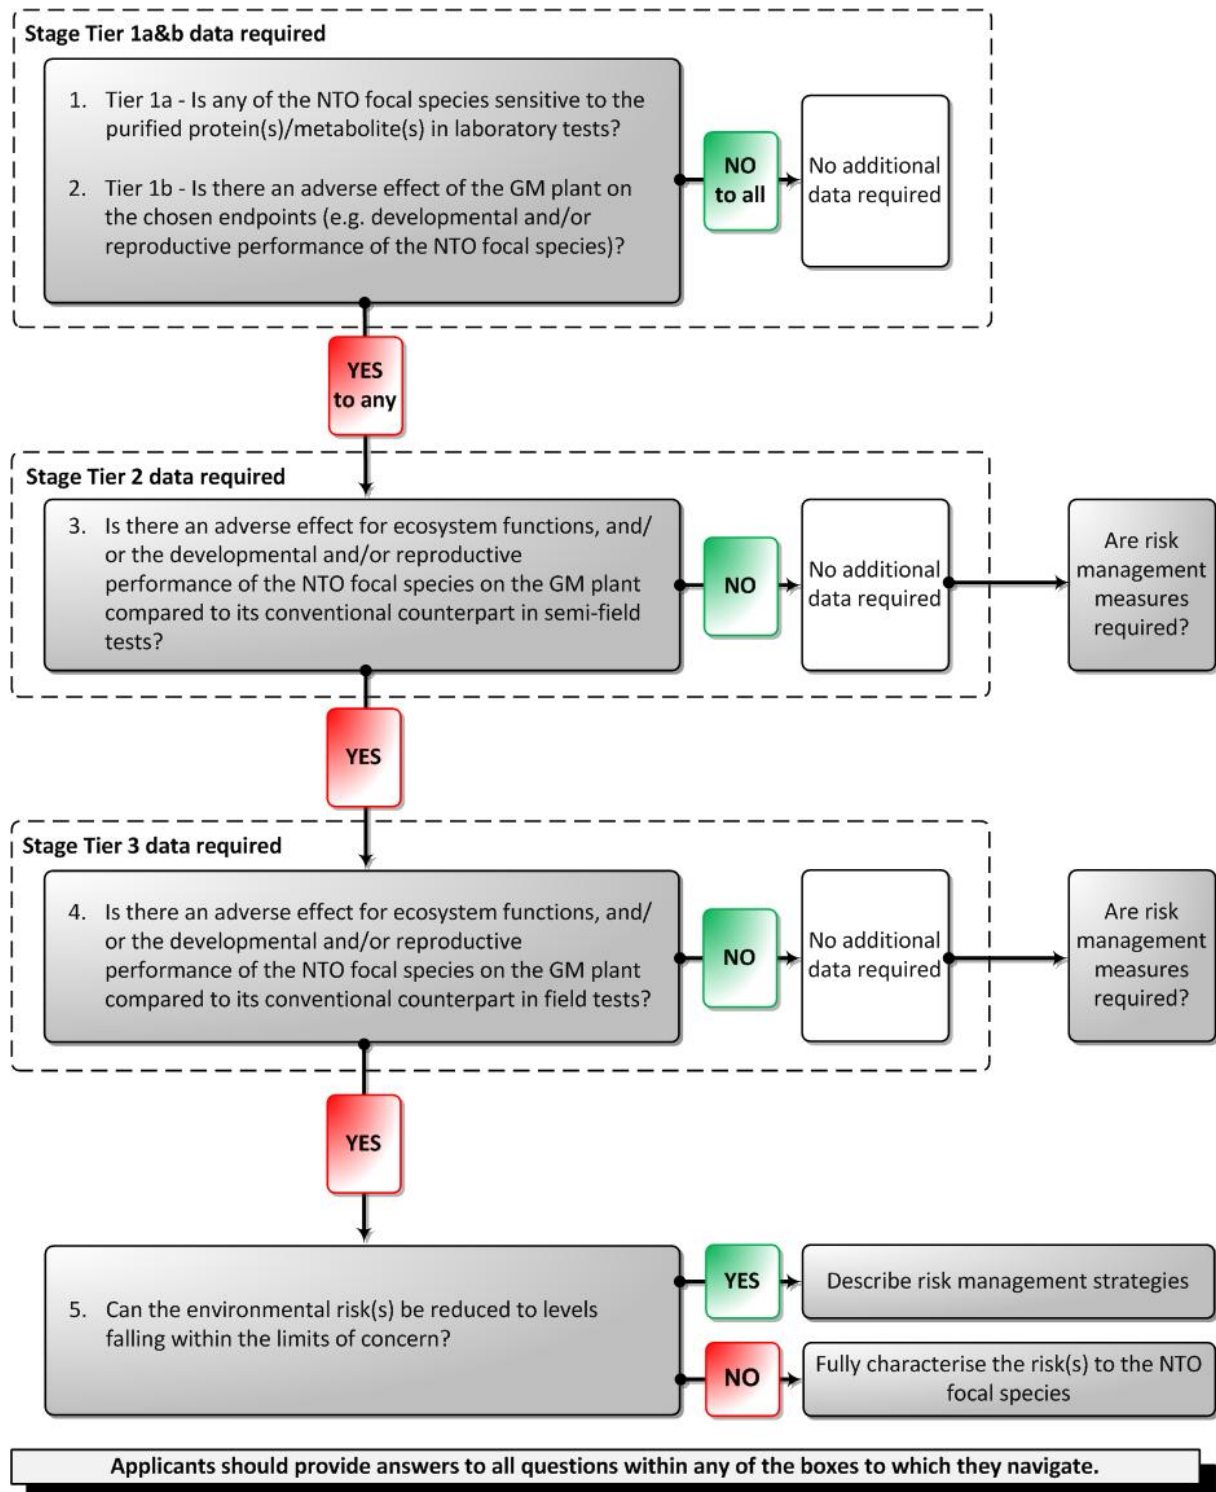 Stage Tier 1a&b data required
1. Tier 1a - Is any of the NTO focal species sensitive to the
purified protein(s)/metabolite(s) in laboratory tests?
2. Tier 1b - Is there an adverse effect of the GM plant on
the chosen endpoints (e.g. developmental and/or
reproductive performance of the NTO focal species)?
NO
to all
No additional
data required
YES
to any
Stage Tier 2 data required
3. Is there an adverse effect for ecosystem functions, and/
or the developmental and/or reproductive
performance of the NTO focal species on the GM plant
compared to its conventional counterpart in semi-field
tests?
NO
No additional
data required
Are risk
management
measures
required?
YES
Stage Tier 3 data required
4. Is there an adverse effect for ecosystem functions, and/
or the developmental and/or reproductive
performance of the NTO focal species on the GM plant
compared to its conventional counterpart in field tests?
NO
No additional
data required
Are risk
management
measures
required?
YES
5. Can the environmental risk(s) be reduced to levels
falling within the limits of concern?
YES
Describe risk management strategies
NO
Fully characterise the risk(s) to the NTO
focal species
Applicants should provide answers to all questions within any of the boxes to which they navigate.